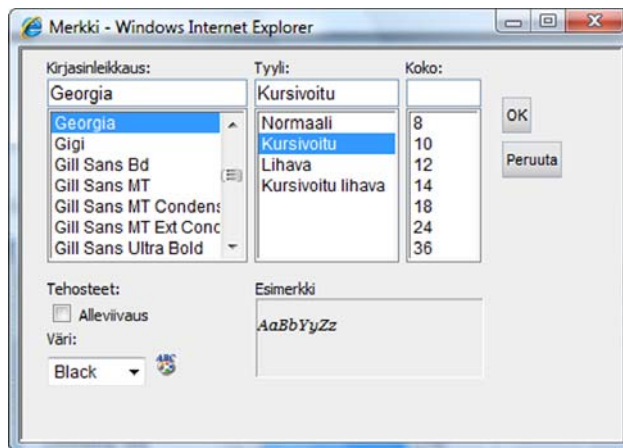 Merkki - Windows Internet Explorer
Kirjasinleikkaus:
Georgia
Georgia
Gigi
Gill Sans Bd
Gill Sans MT
Gill Sans MT Condens
Gill Sans MT Ext Conc
Gill Sans Ultra Bold
Tyyli:
Kursivoitu
Normaali
Kursivoitu
Lihava
Kursivoitu lihava
Koko:
8
10
12
14
18
24
36
OK
Peruuta
Tehosteet:
Alleviivaus
Väri:
Black
ABC
Esimerkki
AaBbYyZz